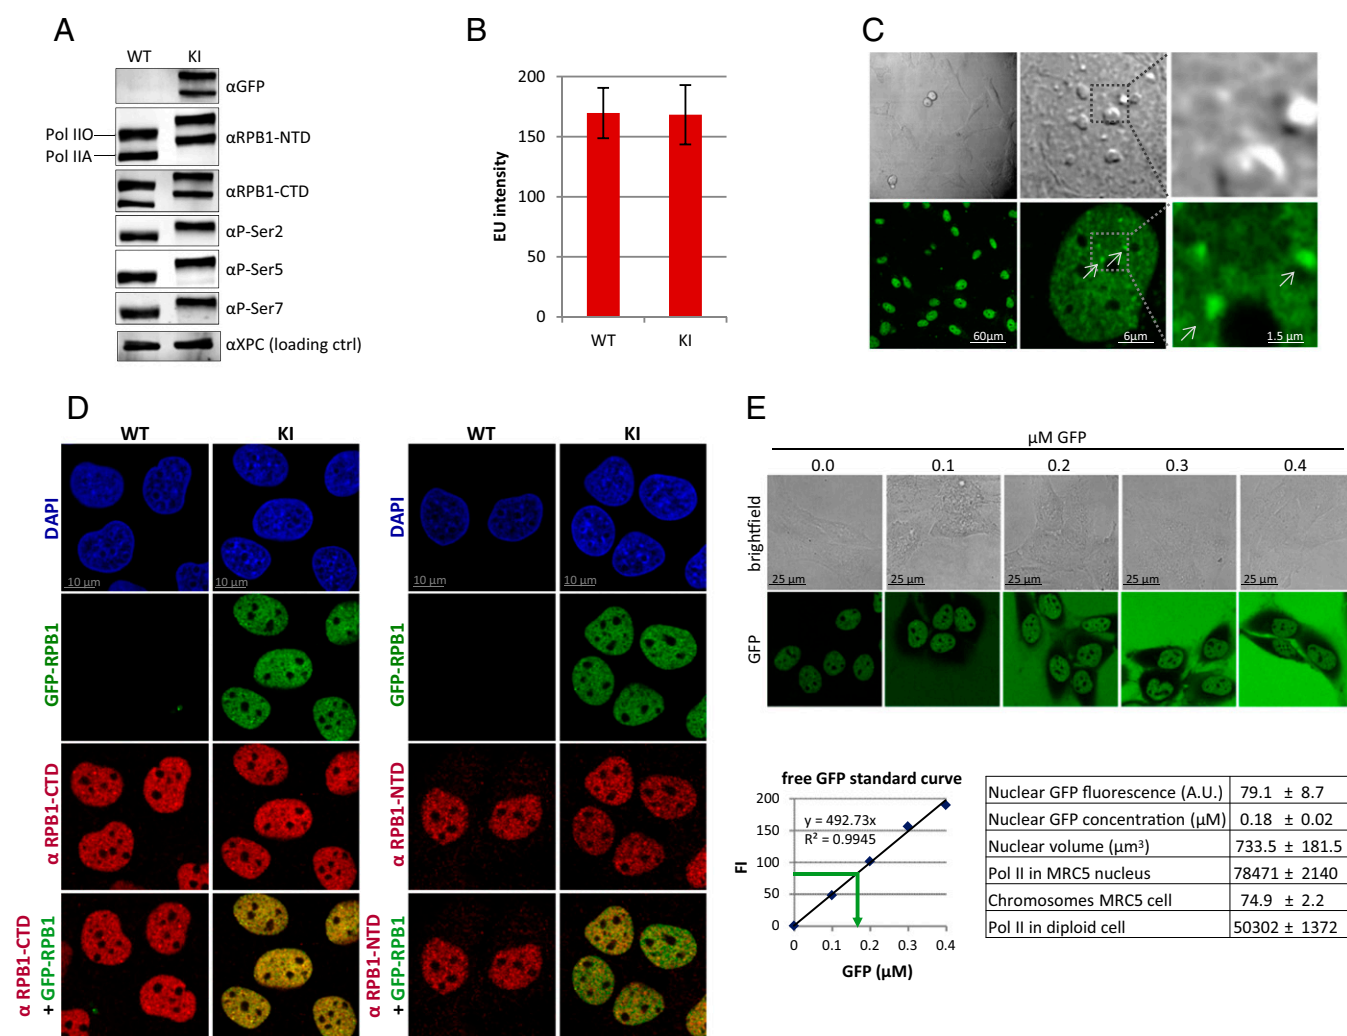 A
WT KI
αGFP
Pol IIO
Pol IIA
αRPB1-NTD
αRPB1-CTD
αP-Ser2
αP-Ser5
αP-Ser7
αXPC (loading ctrl)
B
200
150
100
50
0
EU intensity
WT KI
C
60μm
6μm
1.5 μm
D
WT KI WT KI
DAPI
10 μm
10 μm
DAPI
10 μm
10 μm
GFP-RPB1
GFP-RPB1
α RPB1-CTD
α RPB1-NTD
α RPB1-CTD
+ GFP-RPB1
α RPB1-NTD
+ GFP-RPB1
E
μM GFP
0.0 0.1 0.2 0.3 0.4
brightfield
25 μm
25 μm
25 μm
25 μm
25 μm
GFP
free GFP standard curve
200
150
100
50
0
FI
y = 492.73x
R² = 0.9945
0 0.1 0.2 0.3 0.4
GFP (μM)
Nuclear GFP fluorescence (A.U.) 79.1 ± 8.7
Nuclear GFP concentration (μM) 0.18 ± 0.02
Nuclear volume (μm³) 733.5 ± 181.5
Pol II in MRC5 nucleus 78471 ± 2140
Chromosomes MRC5 cell 74.9 ± 2.2
Pol II in diploid cell 50302 ± 1372